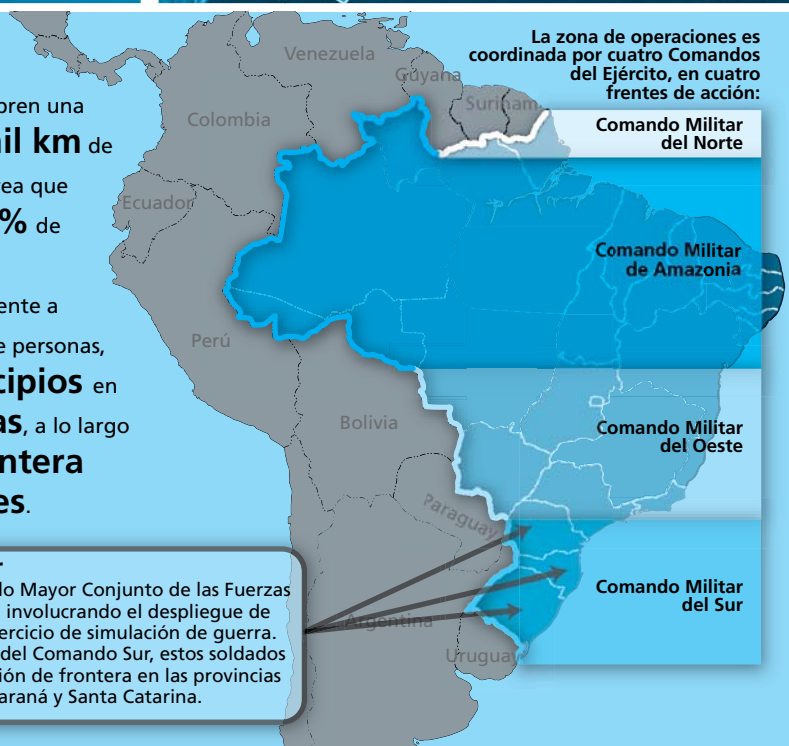 La zona de operaciones es
coordinada por cuatro Comandos
del Ejército, en cuatro
frentes de acción:
Comando Militar
del Norte
Comando Militar
de Amazonia
Comando Militar
del Oeste
Comando Militar
del Sur
Venezuela
Guyana
Surinam
Colombia
Ecuador
Perú
Bolivia
Paraguay
Argentina
Uruguay
bren una
il km de
rea que
% de
ente a
e personas,
cipios en
as, a lo largo
ntera
es.
r
do Mayor Conjunto de las Fuerzas
involucrando el despliegue de
ercicio de simulación de guerra.
del Comando Sur, estos soldados
ión de frontera en las provincias
araná y Santa Catarina.